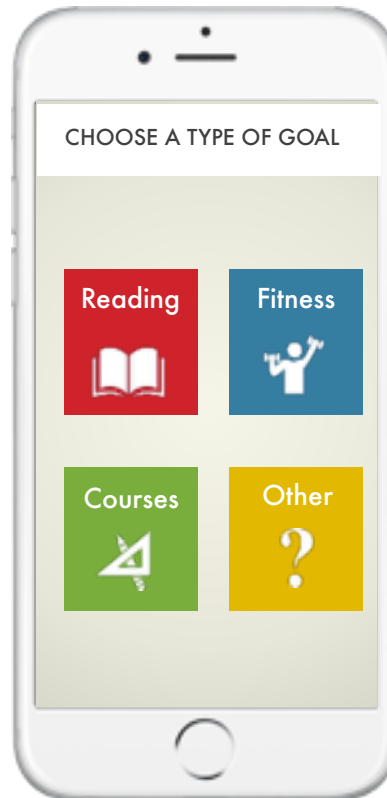 CHOOSE A TYPE OF GOAL
Reading
Fitness
Courses
Other
?